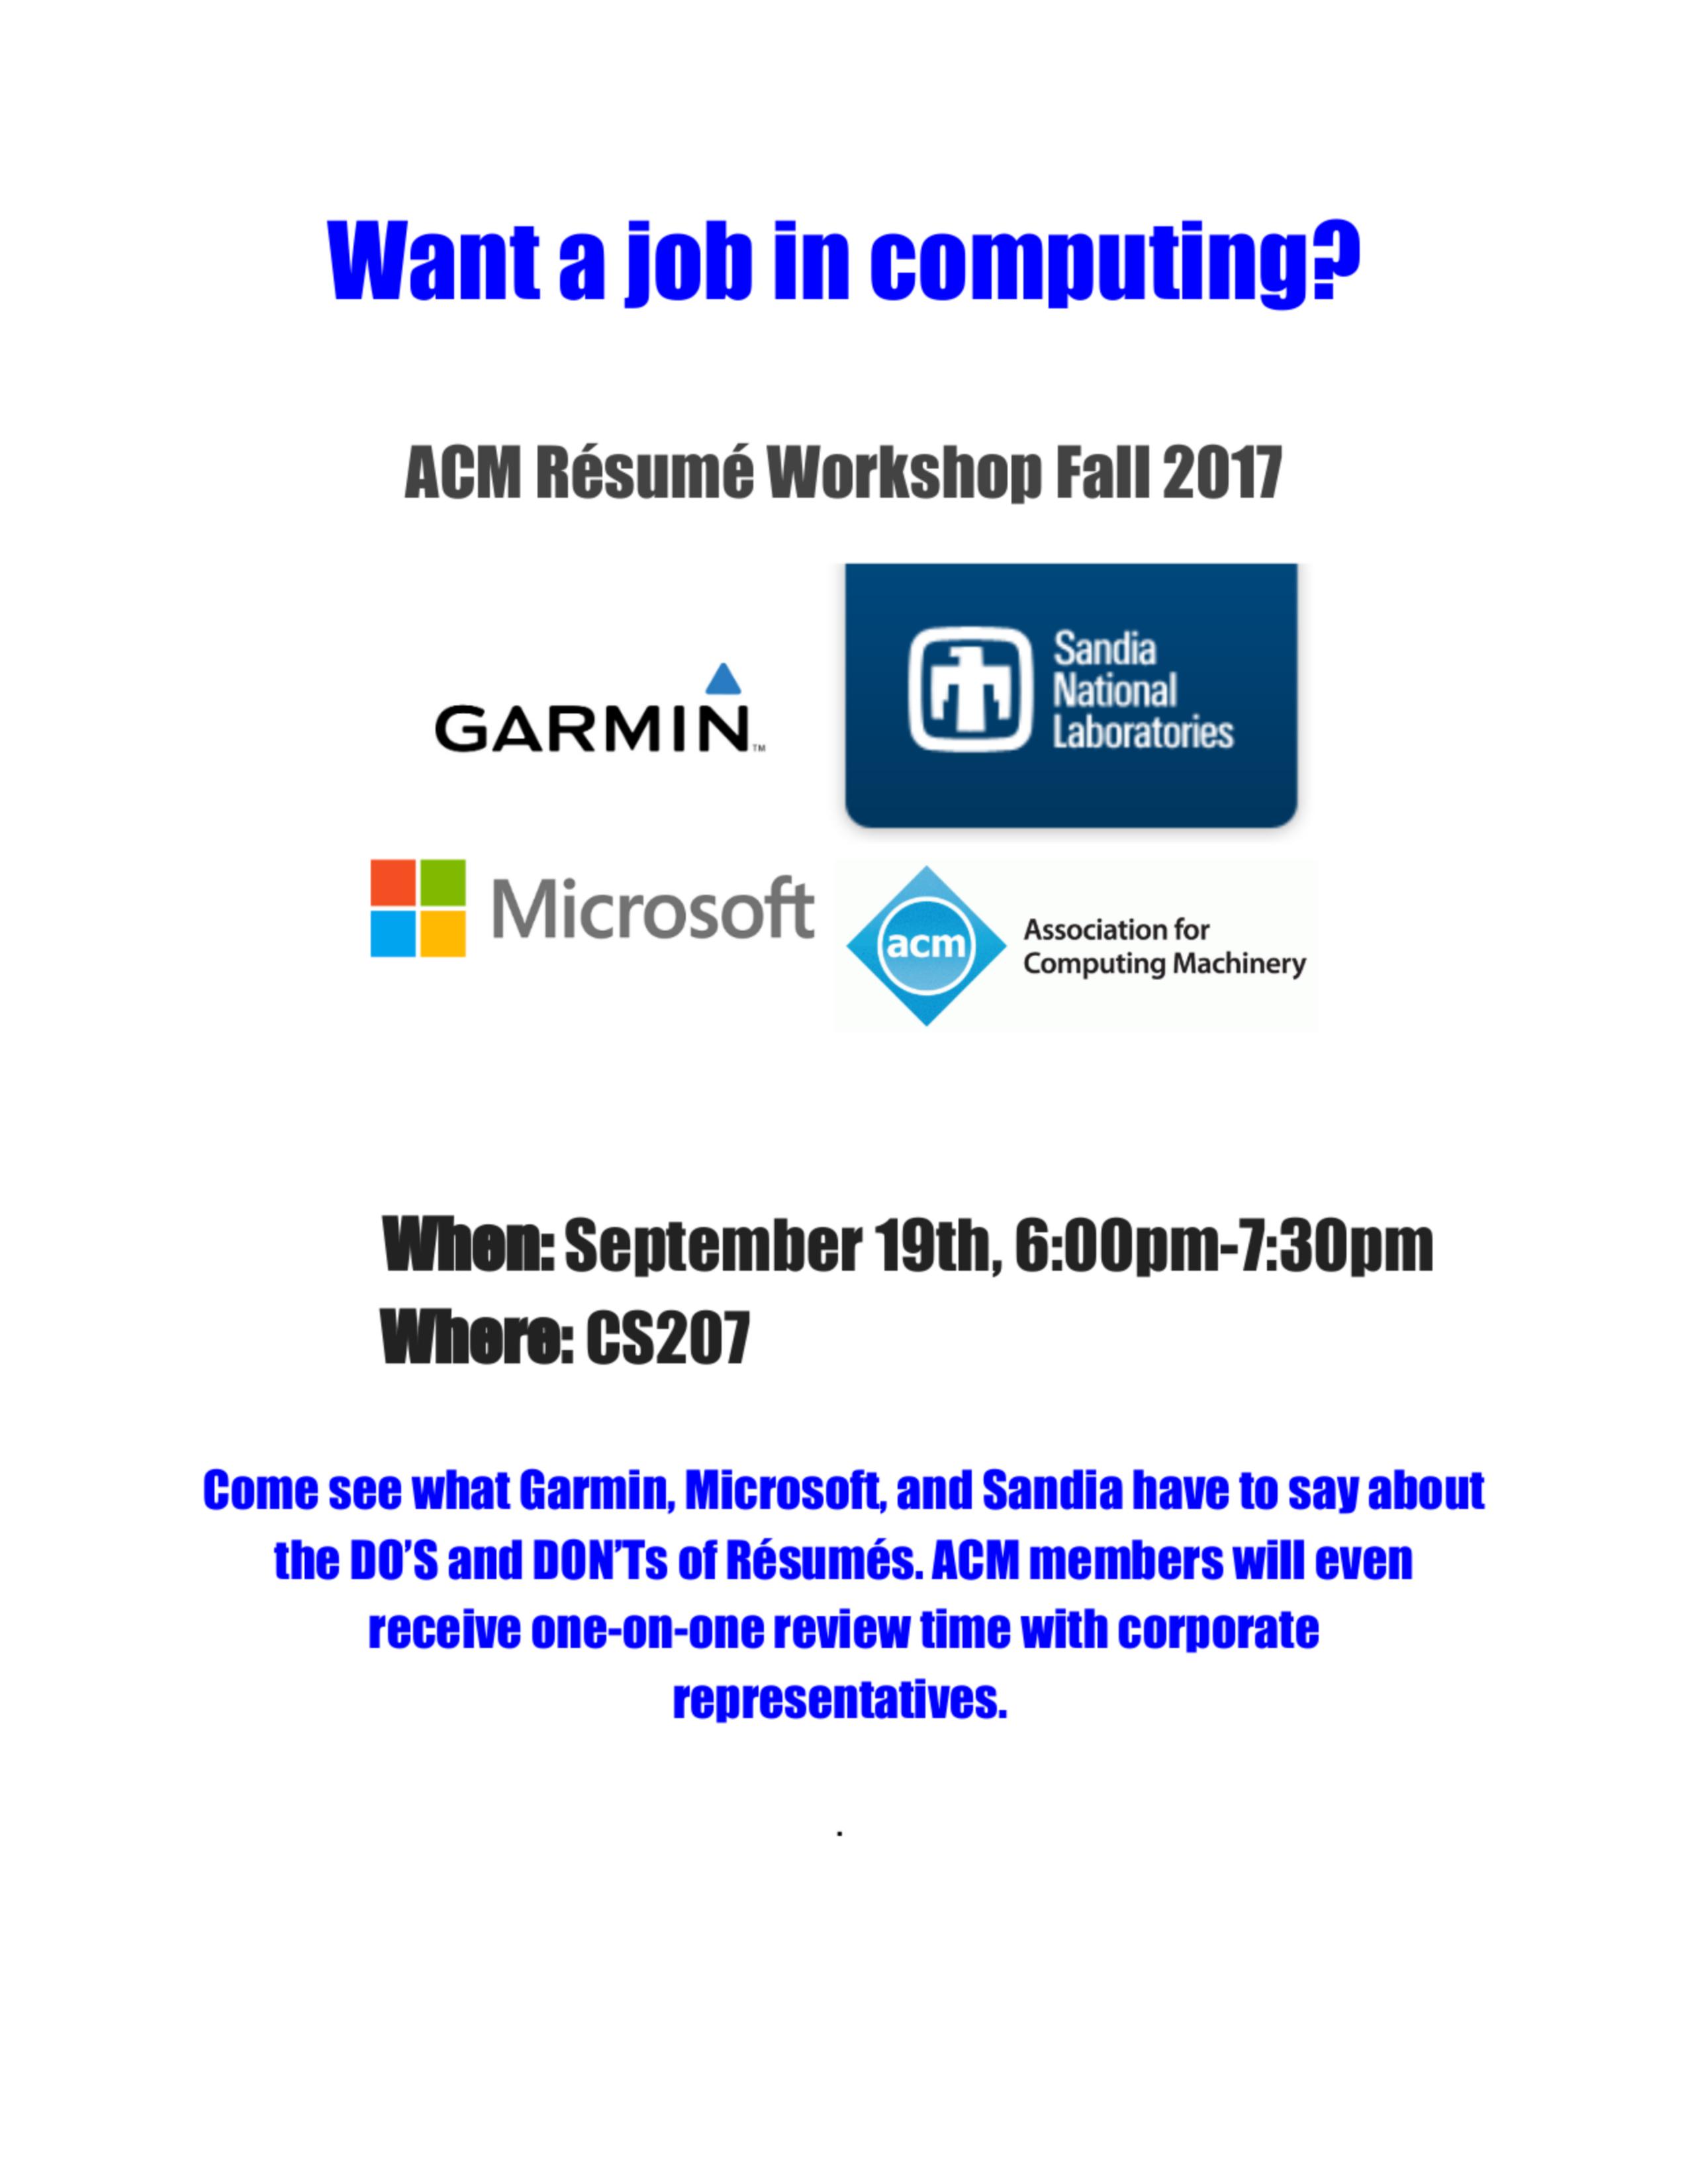 Want a job in computing?
ACM Résumé Workshop Fall 2017
GARMIN™
Sandia
National
Laboratories
Microsoft
acm
Association for
Computing Machinery
When: September 19th, 6:00pm-7:30pm
Where: CS207
Come see what Garmin, Microsoft, and Sandia have to say about
the DO'S and DON'Ts of Résumés. ACM members will even
receive one-on-one review time with corporate
representatives.
.